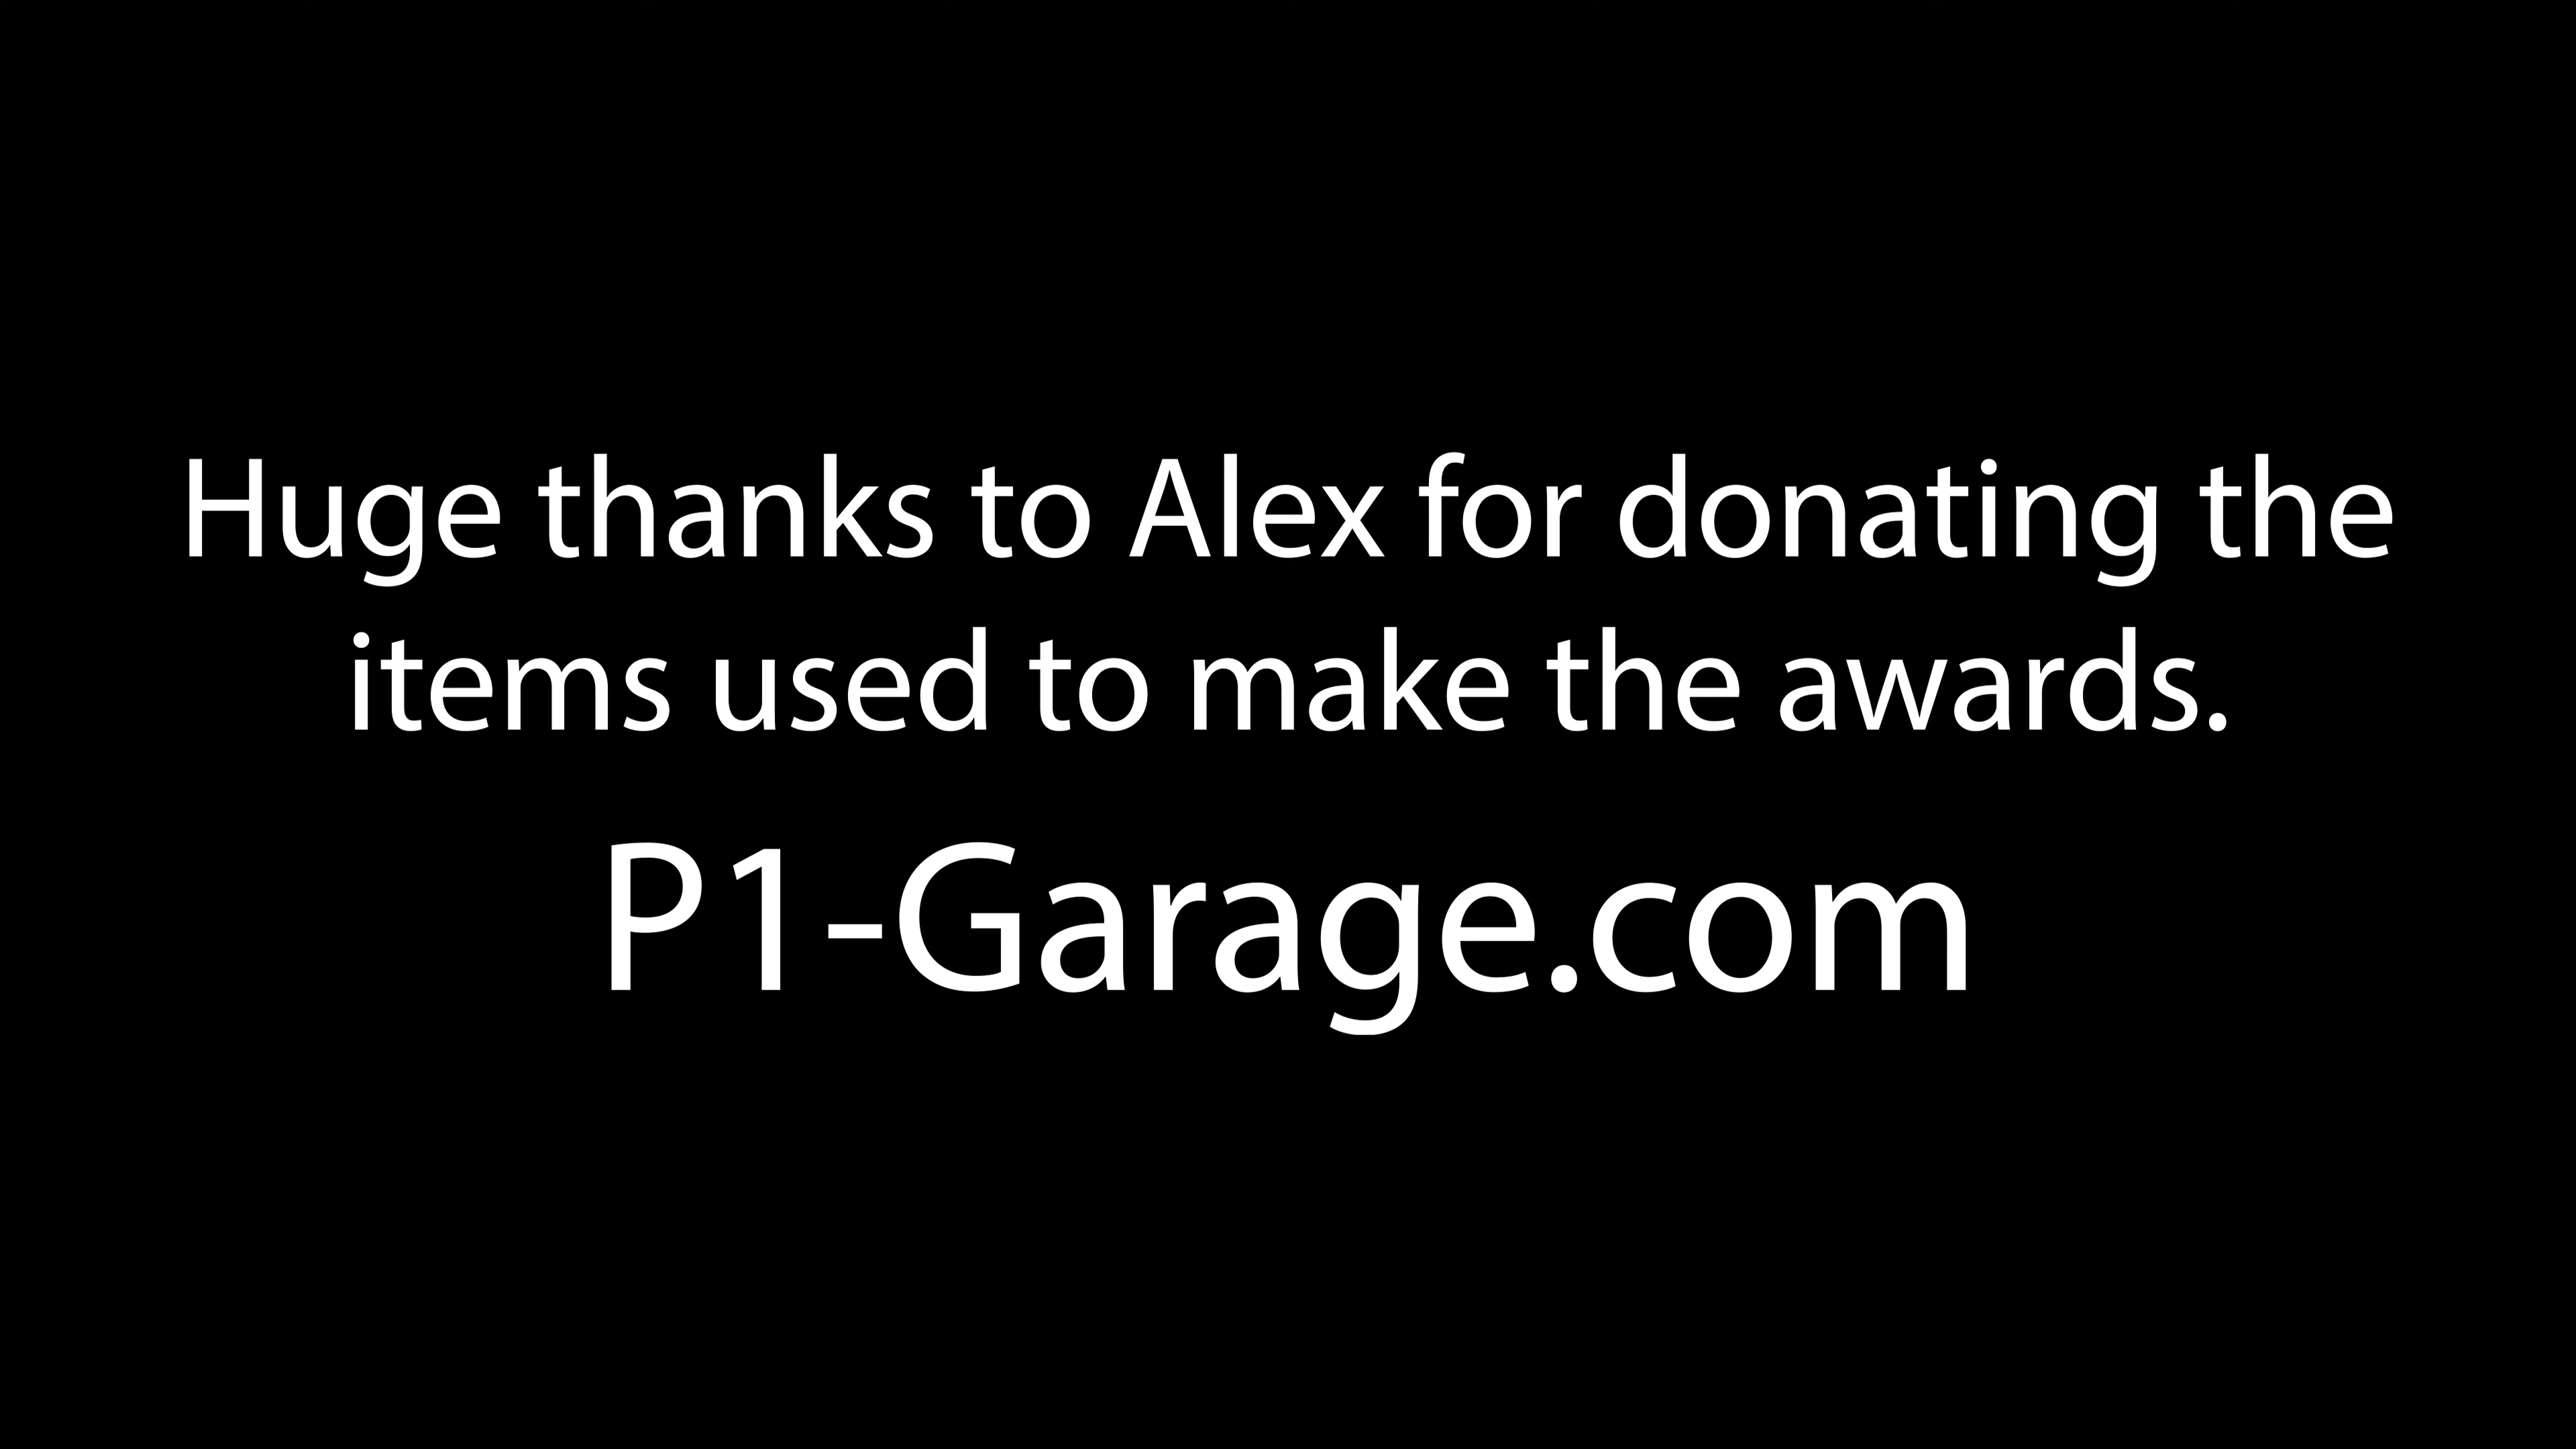 Huge thanks to Alex for donating the
items used to make the awards.
P1-Garage.com